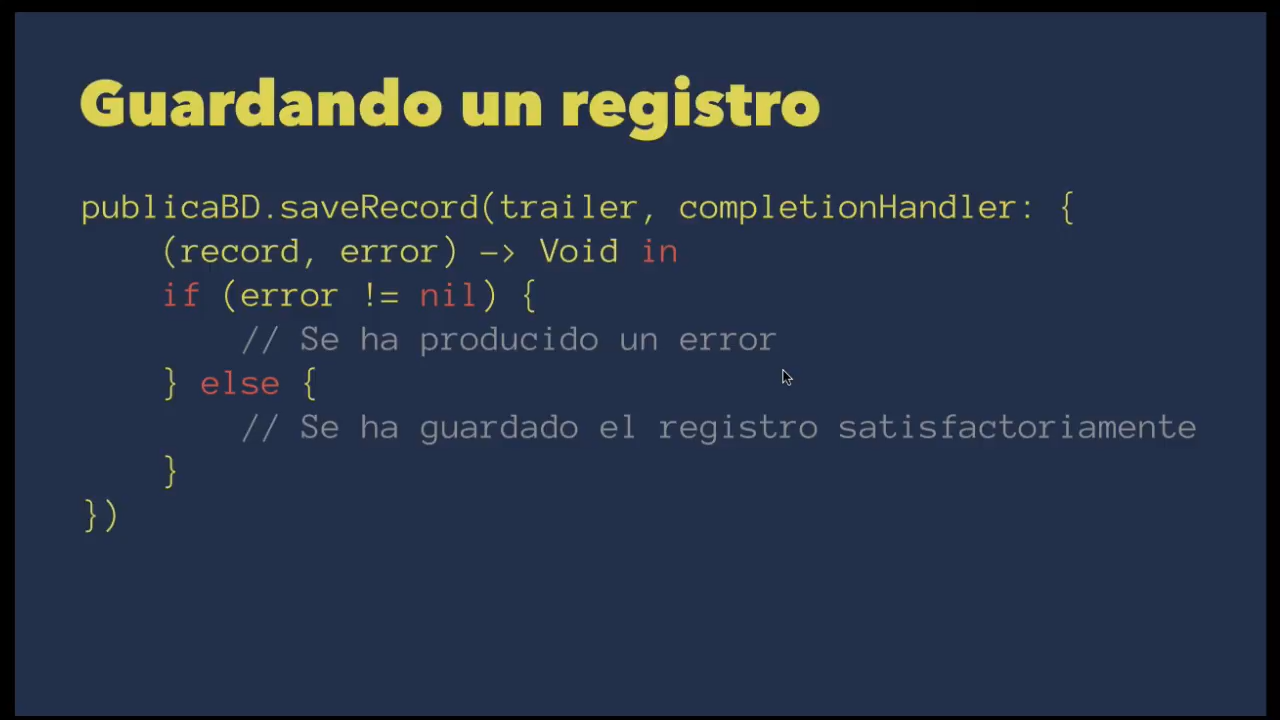 Guardando un registro
publicaBD.saveRecord(trailer, completionHandler: {
    (record, error) -> Void in
    if (error != nil) {
        // Se ha producido un error
    } else {
        // Se ha guardado el registro satisfactoriamente
    }
})